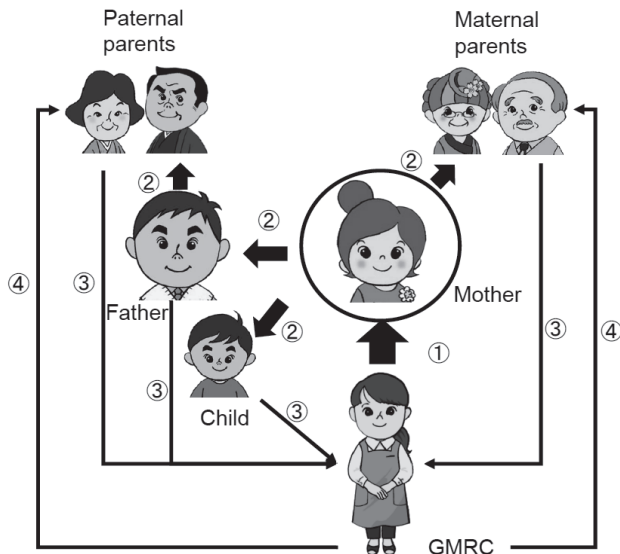 Paternal
parents
Maternal
parents
②
②
②
④
③
Father
Mother
②
③
④
①
③
Child
③
GMRC